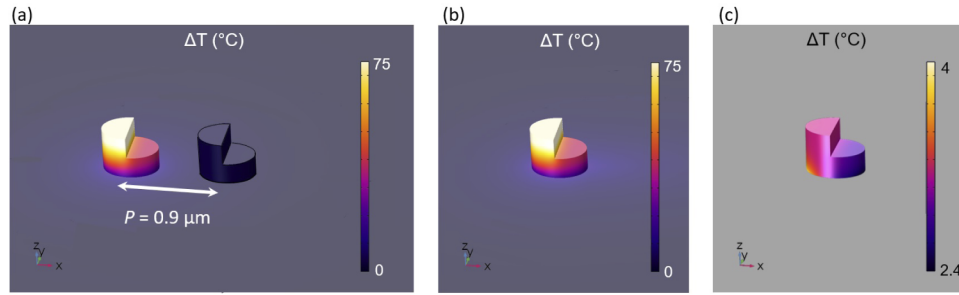 (a)
ΔT (°C)
75
P = 0.9 µm
0
z
y
x
(b)
ΔT (°C)
75
0
z
y
x
(c)
ΔT (°C)
4
2.4
z
y
x